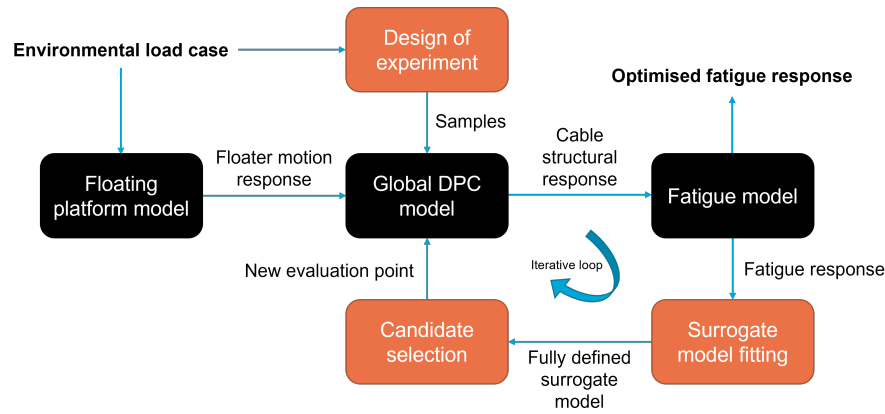 Environmental load case
Design of
experiment
Optimised fatigue response
Samples
Floating
platform model
Floater motion
response
Global DPC
model
Cable
structural
response
Fatigue model
New evaluation point
Iterative loop
Fatigue response
Candidate
selection
Fully defined
surrogate
model
Surrogate
model fitting